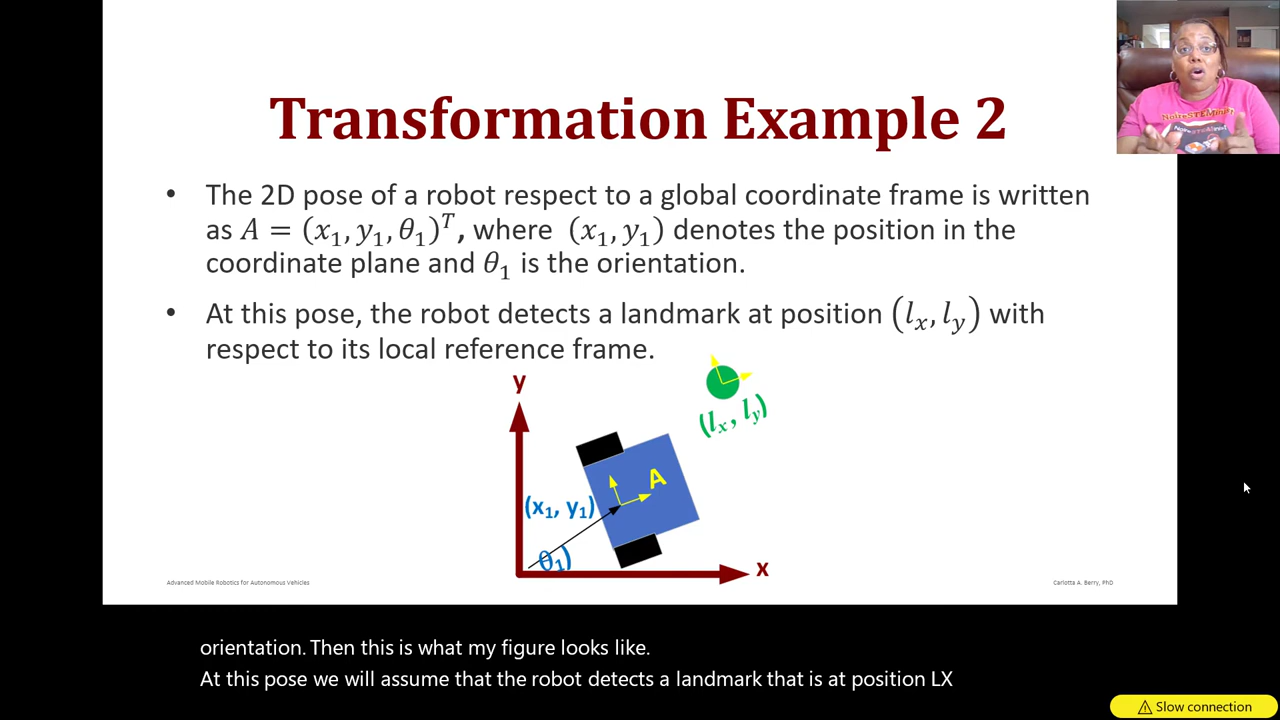 Transformation Example 2
• The 2D pose of a robot respect to a global coordinate frame is written
as A = (x₁, y₁, θ₁)ᵀ, where (x₁, y₁) denotes the position in the
coordinate plane and θ₁ is the orientation.
• At this pose, the robot detects a landmark at position (lₓ, l_y) with
respect to its local reference frame.
y
(lₓ, l_y)
A
(x₁, y₁)
θ₁)
x
Advanced Mobile Robotics for Autonomous Vehicles
Carlotta A. Berry, PhD
orientation. Then this is what my figure looks like.
At this pose we will assume that the robot detects a landmark that is at position LX
Slow connection